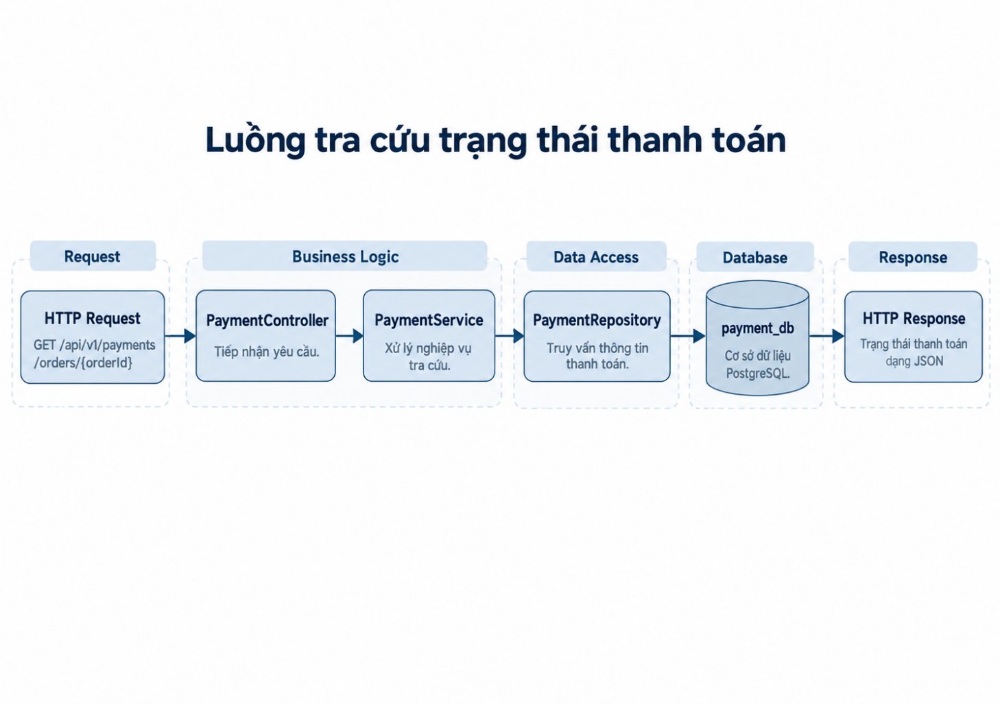 Luồng tra cứu trạng thái thanh toán
Request
HTTP Request
GET /api/v1/payments
/orders/{orderId}
Business Logic
PaymentController
Tiếp nhận yêu cầu.
PaymentService
Xử lý nghiệp vụ
tra cứu.
Data Access
PaymentRepository
Truy vấn thông tin
thanh toán.
Database
payment_db
Cơ sở dữ liệu
PostgreSQL.
Response
HTTP Response
Trạng thái thanh toán
dạng JSON